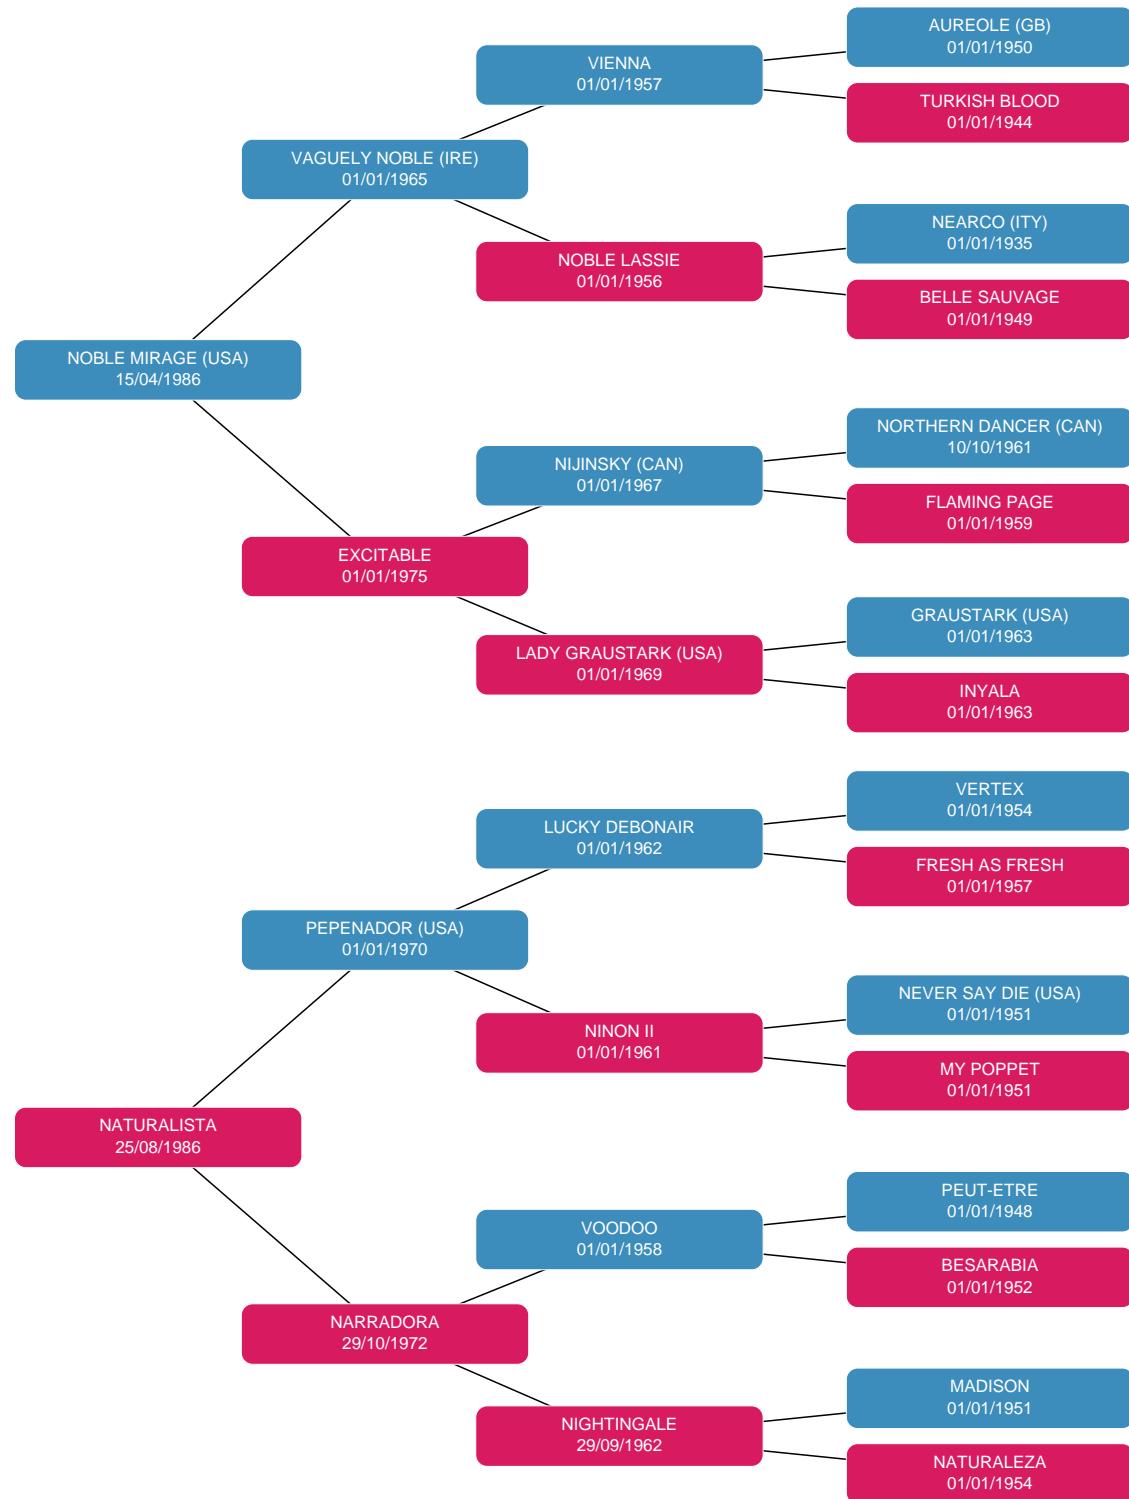 AUREOLE (GB)
01/01/1950
VIENNA
01/01/1957
TURKISH BLOOD
01/01/1944
VAGUELY NOBLE (IRE)
01/01/1965
NEARCO (ITY)
01/01/1935
NOBLE LASSIE
01/01/1956
BELLE SAUVAGE
01/01/1949
NOBLE MIRAGE (USA)
15/04/1986
NORTHERN DANCER (CAN)
10/10/1961
NIJINSKY (CAN)
01/01/1967
FLAMING PAGE
01/01/1959
EXCITABLE
01/01/1975
GRAUSTARK (USA)
01/01/1963
LADY GRAUSTARK (USA)
01/01/1969
INYALA
01/01/1963
VERTEX
01/01/1954
LUCKY DEBONAIR
01/01/1962
FRESH AS FRESH
01/01/1957
PEPENADOR (USA)
01/01/1970
NEVER SAY DIE (USA)
01/01/1951
NINON II
01/01/1961
MY POPPET
01/01/1951
NATURALISTA
25/08/1986
PEUT-ETRE
01/01/1948
VOODOO
01/01/1958
BESARABIA
01/01/1952
NARRADORA
29/10/1972
MADISON
01/01/1951
NIGHTINGALE
29/09/1962
NATURALEZA
01/01/1954